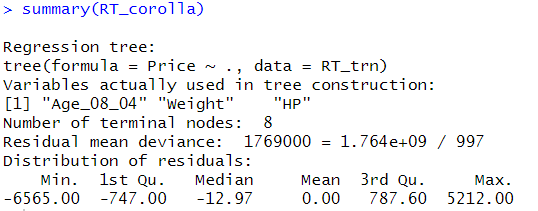 > summary(RT_corolla)
Regression tree:
tree(formula = Price ~ ., data = RT_trn)
Variables actually used in tree construction:
[1] "Age_08_04" "Weight"    "HP"
Number of terminal nodes:  8
Residual mean deviance:  1769000 = 1.764e+09 / 997
Distribution of residuals:
    Min.  1st Qu.   Median     Mean  3rd Qu.     Max.
-6565.00  -747.00   -12.97     0.00   787.60  5212.00